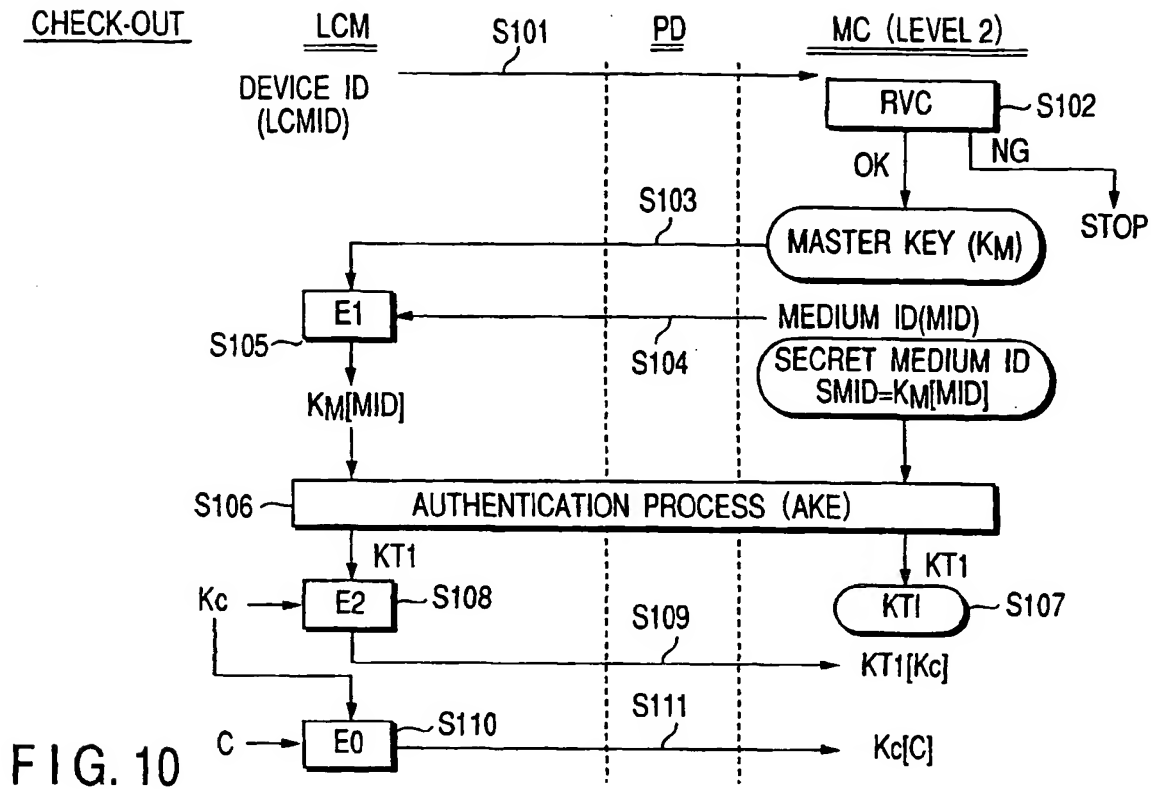 CHECK-OUT
LCM
S101
PD
MC (LEVEL 2)
DEVICE ID
(LCMID)
RVC
S102
OK
NG
STOP
S103
MASTER KEY (KM)
E1
S105
MEDIUM ID(MID)
S104
SECRET MEDIUM ID
SMID=KM[MID]
KM[MID]
S106
AUTHENTICATION PROCESS (AKE)
KT1
KT1
Kc
E2
S108
KTI
S107
S109
KT1[Kc]
C
E0
S110
S111
Kc[C]
FIG. 10